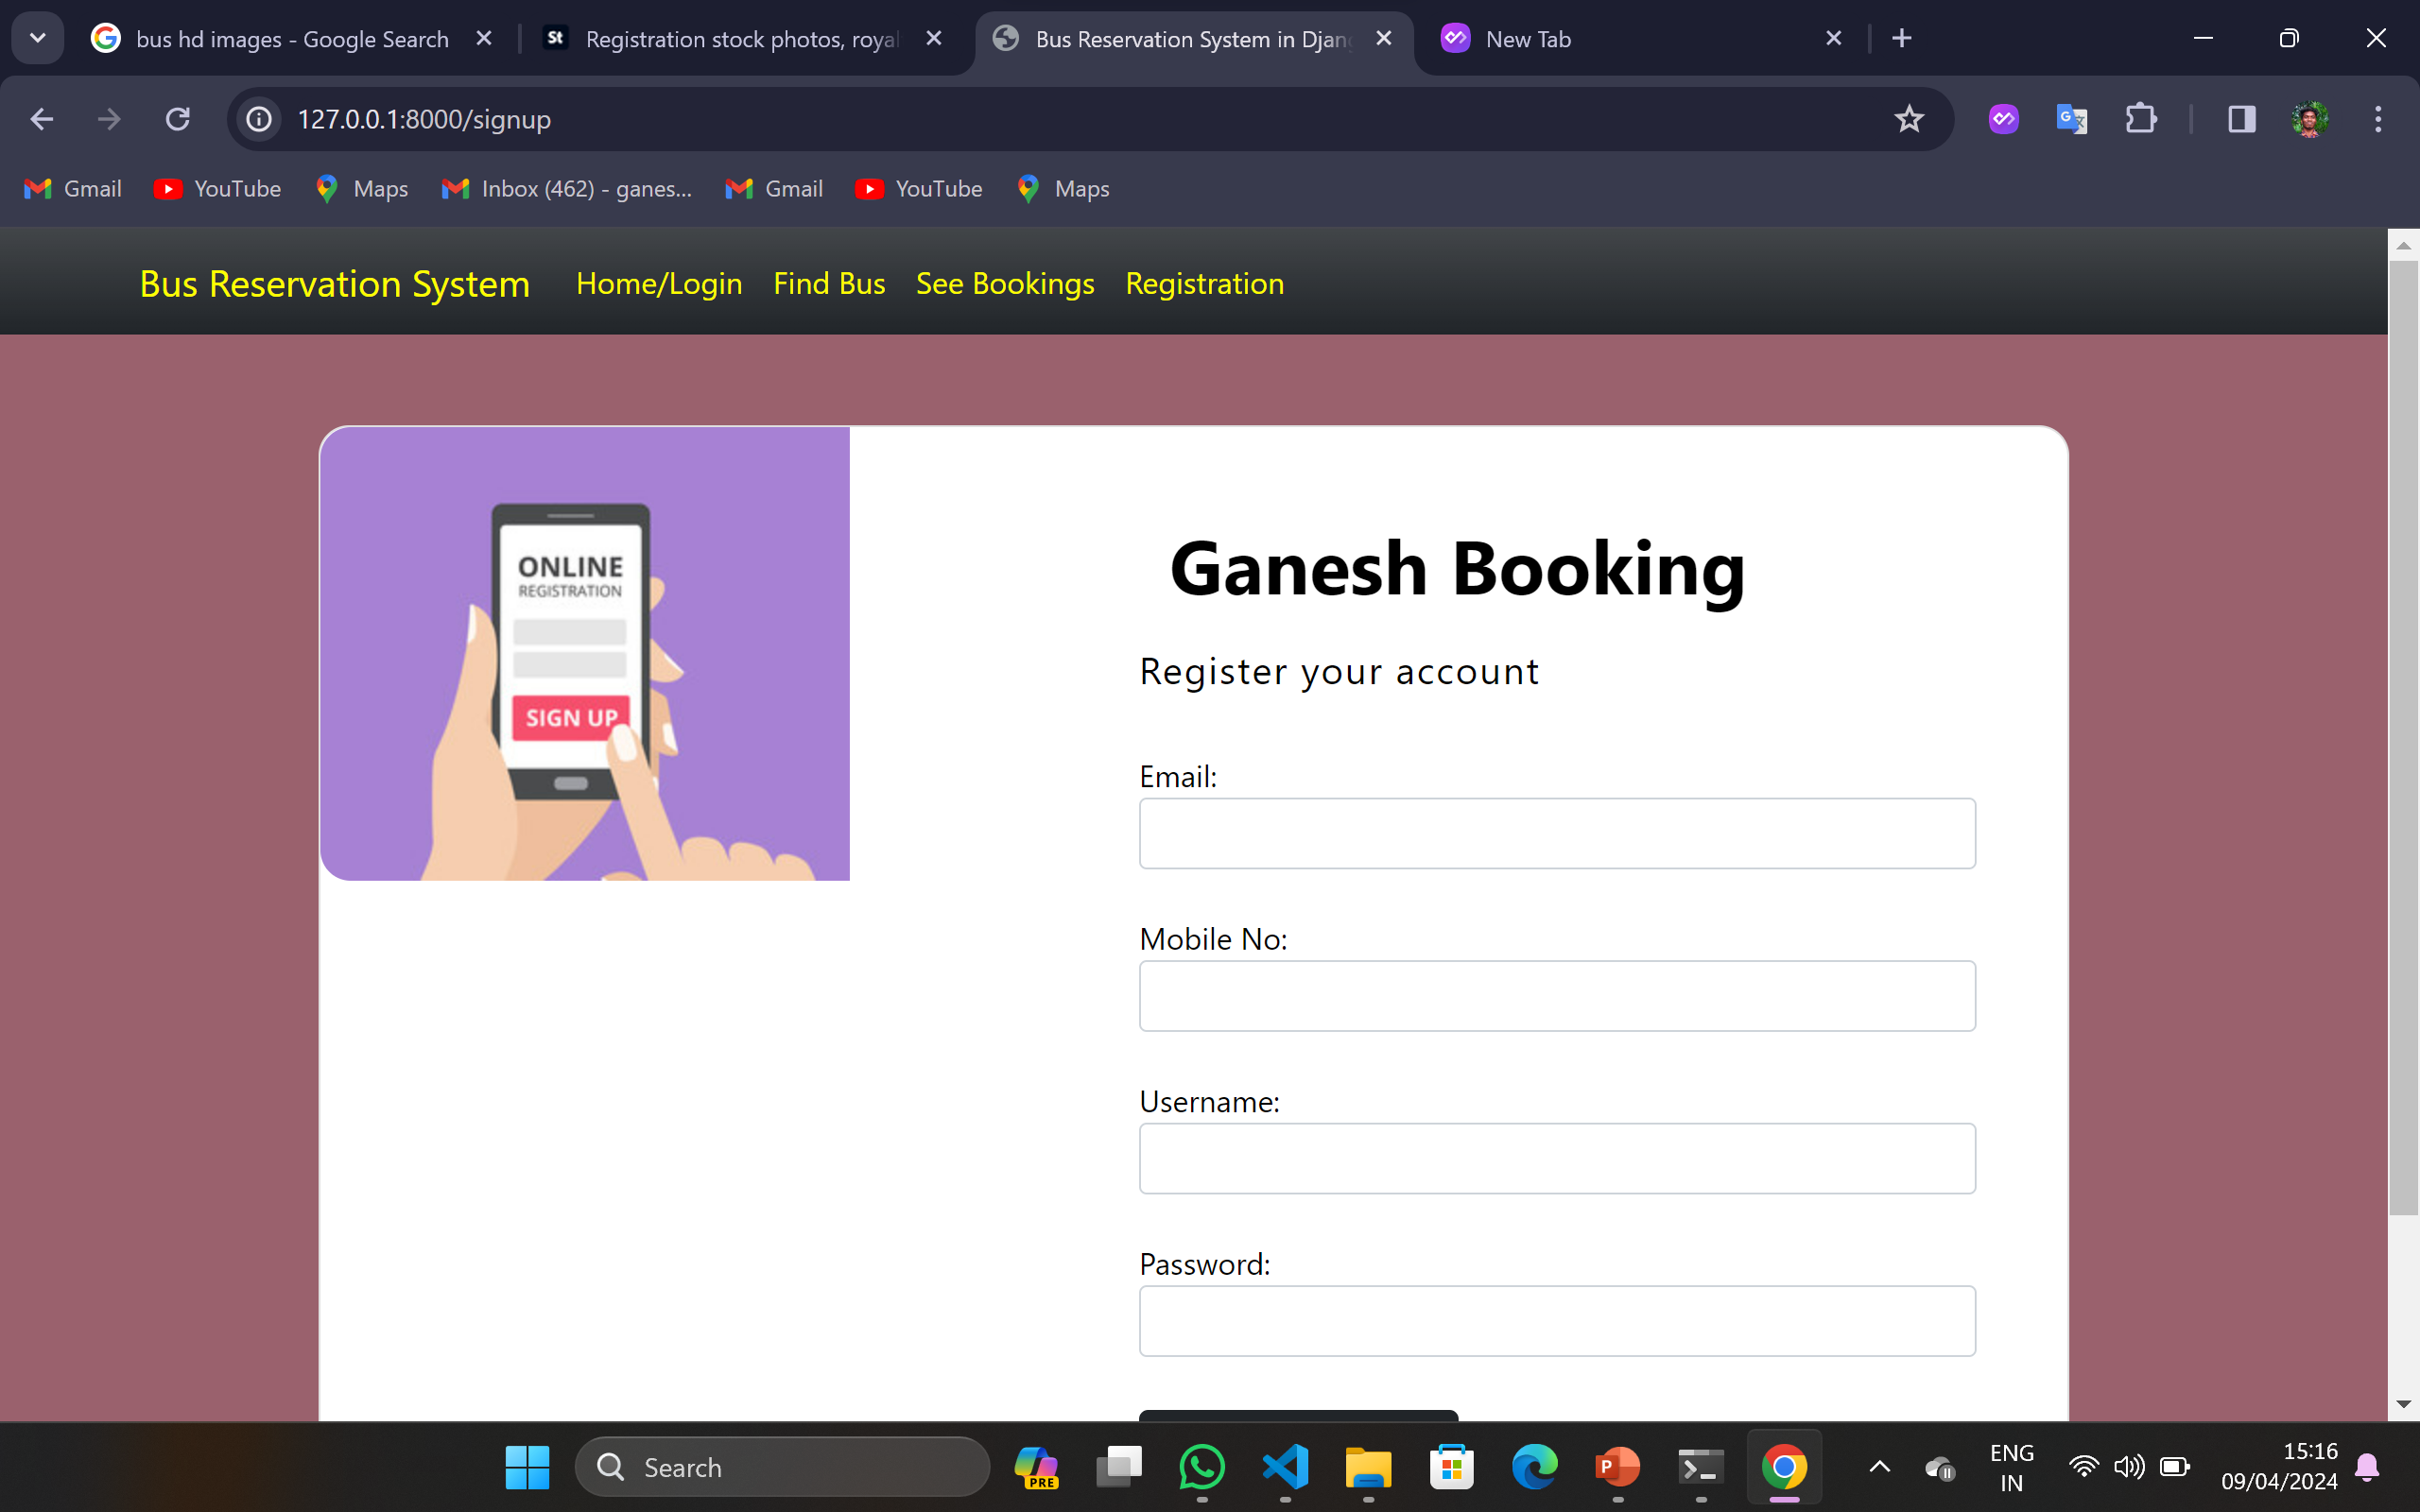 bus hd images - Google Search
St Registration stock photos, royal
Bus Reservation System in Djan
New Tab
127.0.0.1:8000/signup
Gmail YouTube Maps Inbox (462) - ganes... Gmail YouTube Maps
Bus Reservation System Home/Login Find Bus See Bookings Registration
ONLINE
REGISTRATION
SIGN UP
Ganesh Booking
Register your account
Email:
Mobile No:
Username:
Password:
Search
PRE
P
ENG
IN
15:16
09/04/2024